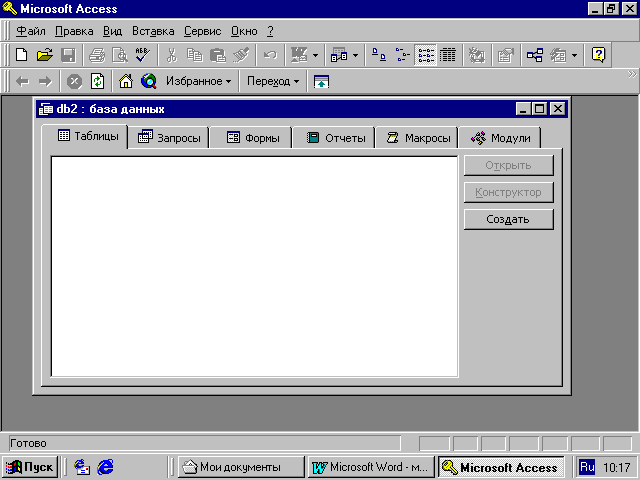 Microsoft Access
Файл Правка Вид Вставка Сервис Окно ?
Избранное Переход
db2 : база данных
Таблицы Запросы Формы Отчеты Макросы Модули
Открыть
Конструктор
Создать
Готово
Пуск Мои документы Microsoft Word - м... Microsoft Access Ru 10:17